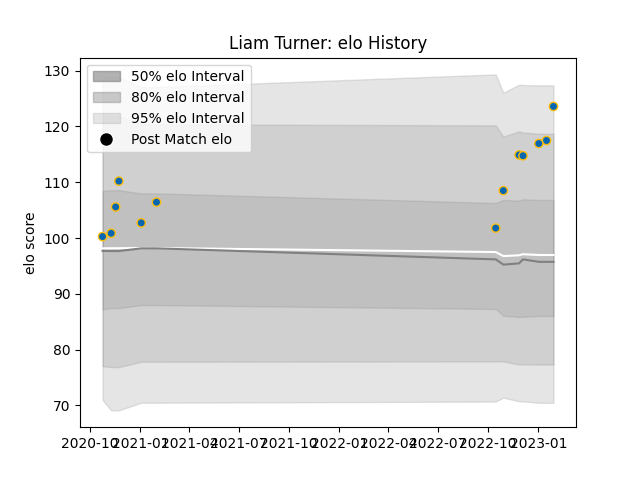 Liam Turner: elo History
50% elo Interval
80% elo Interval
95% elo Interval
Post Match elo
elo score
130
120
110
100
90
80
70
2020-10 2021-01 2021-04 2021-07 2021-10 2022-01 2022-04 2022-07 2022-10 2023-01